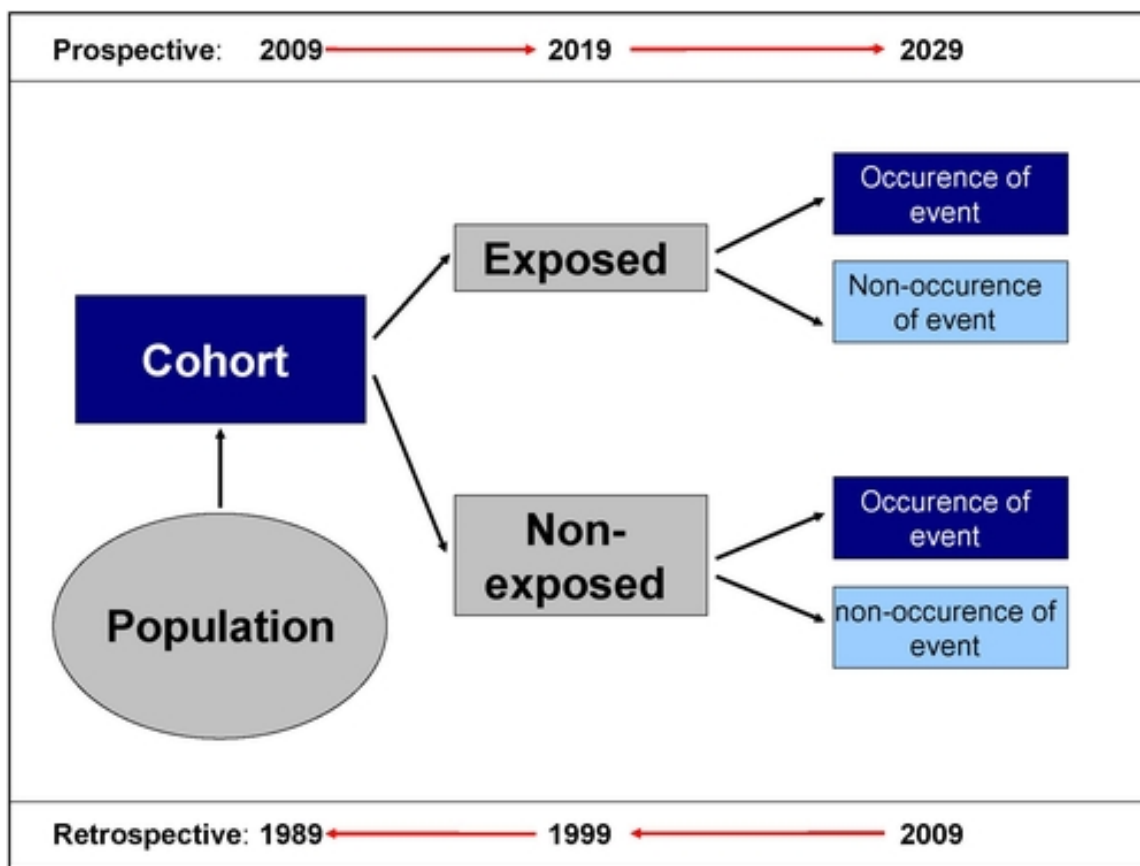 Prospective: 2009 2019 2029
Occurence of
event
Exposed
Non-occurence
of event
Cohort
Non-
exposed
Occurence of
event
Population
non-occurence of
event
Retrospective: 1989 1999 2009